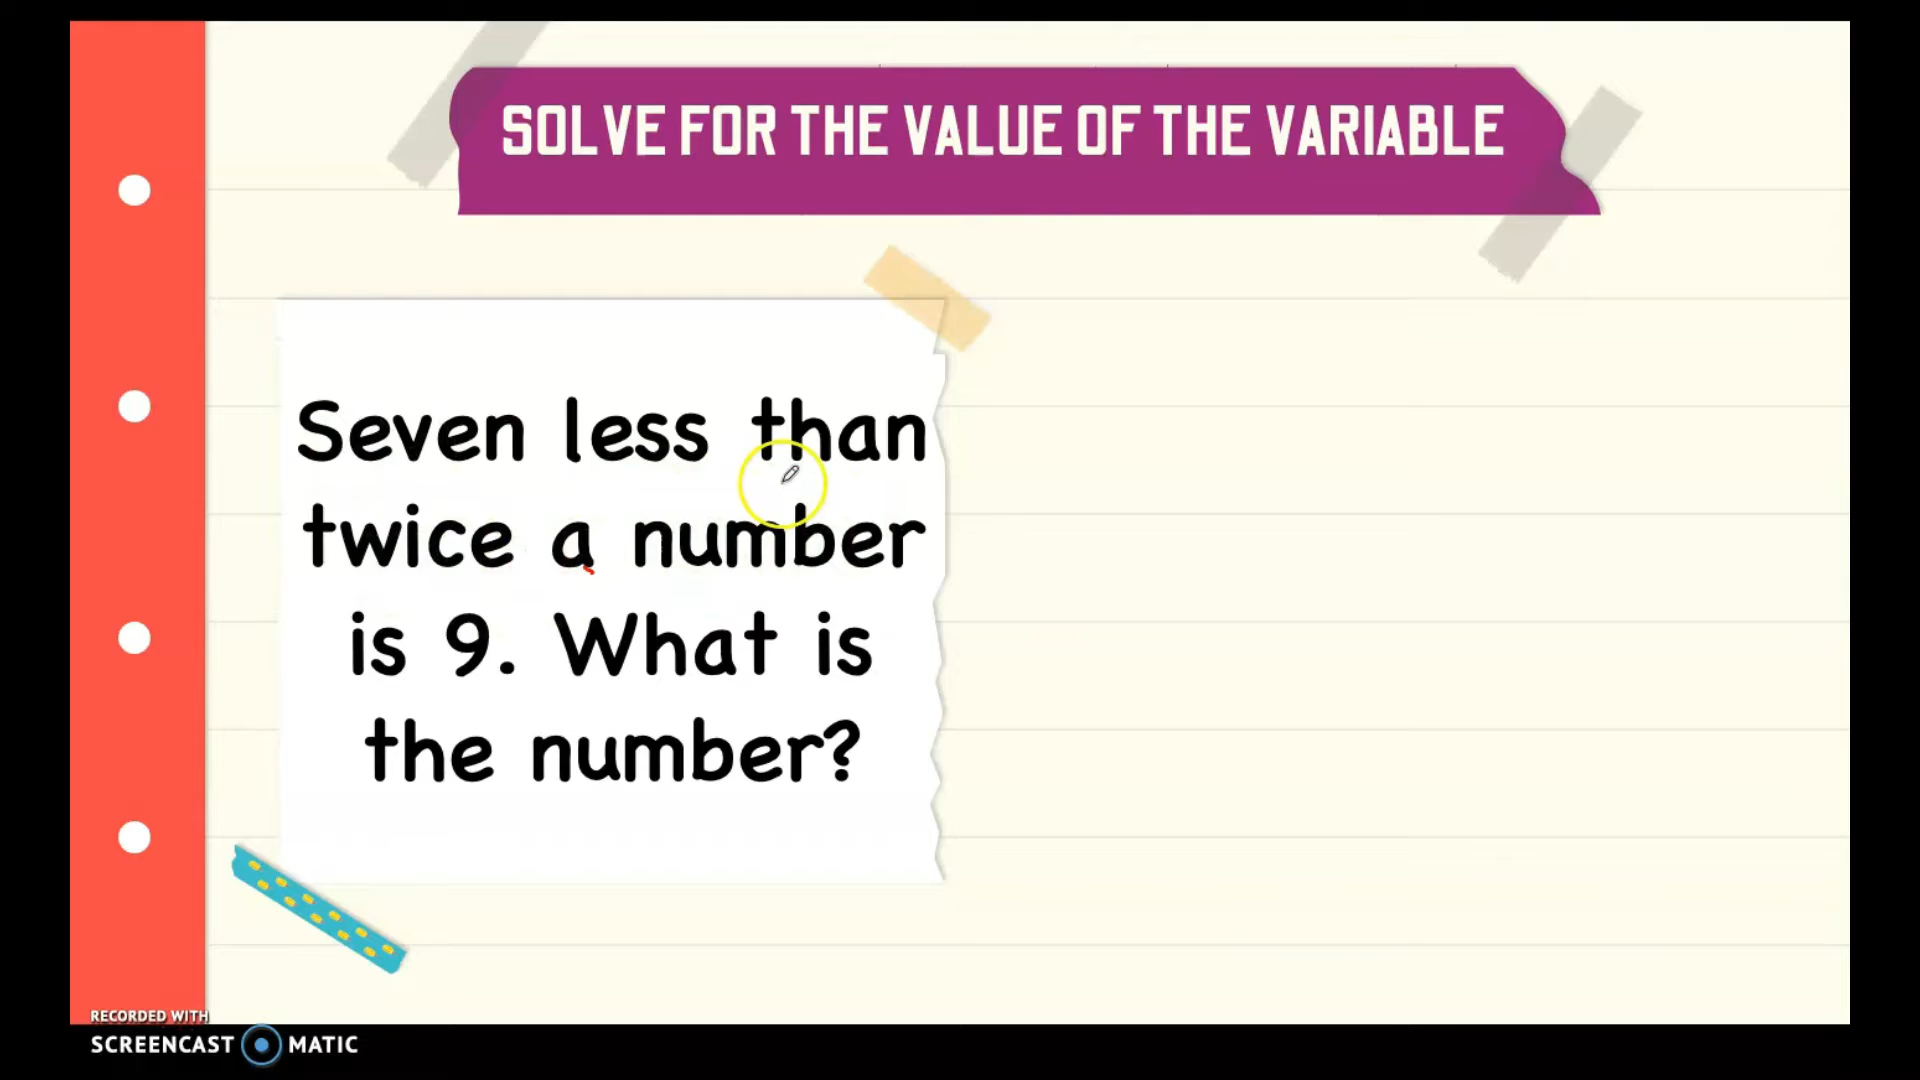 SOLVE FOR THE VALUE OF THE VARIABLE
Seven less than
twice a number
is 9. What is
the number?
RECORDED WITH
SCREENCAST MATIC